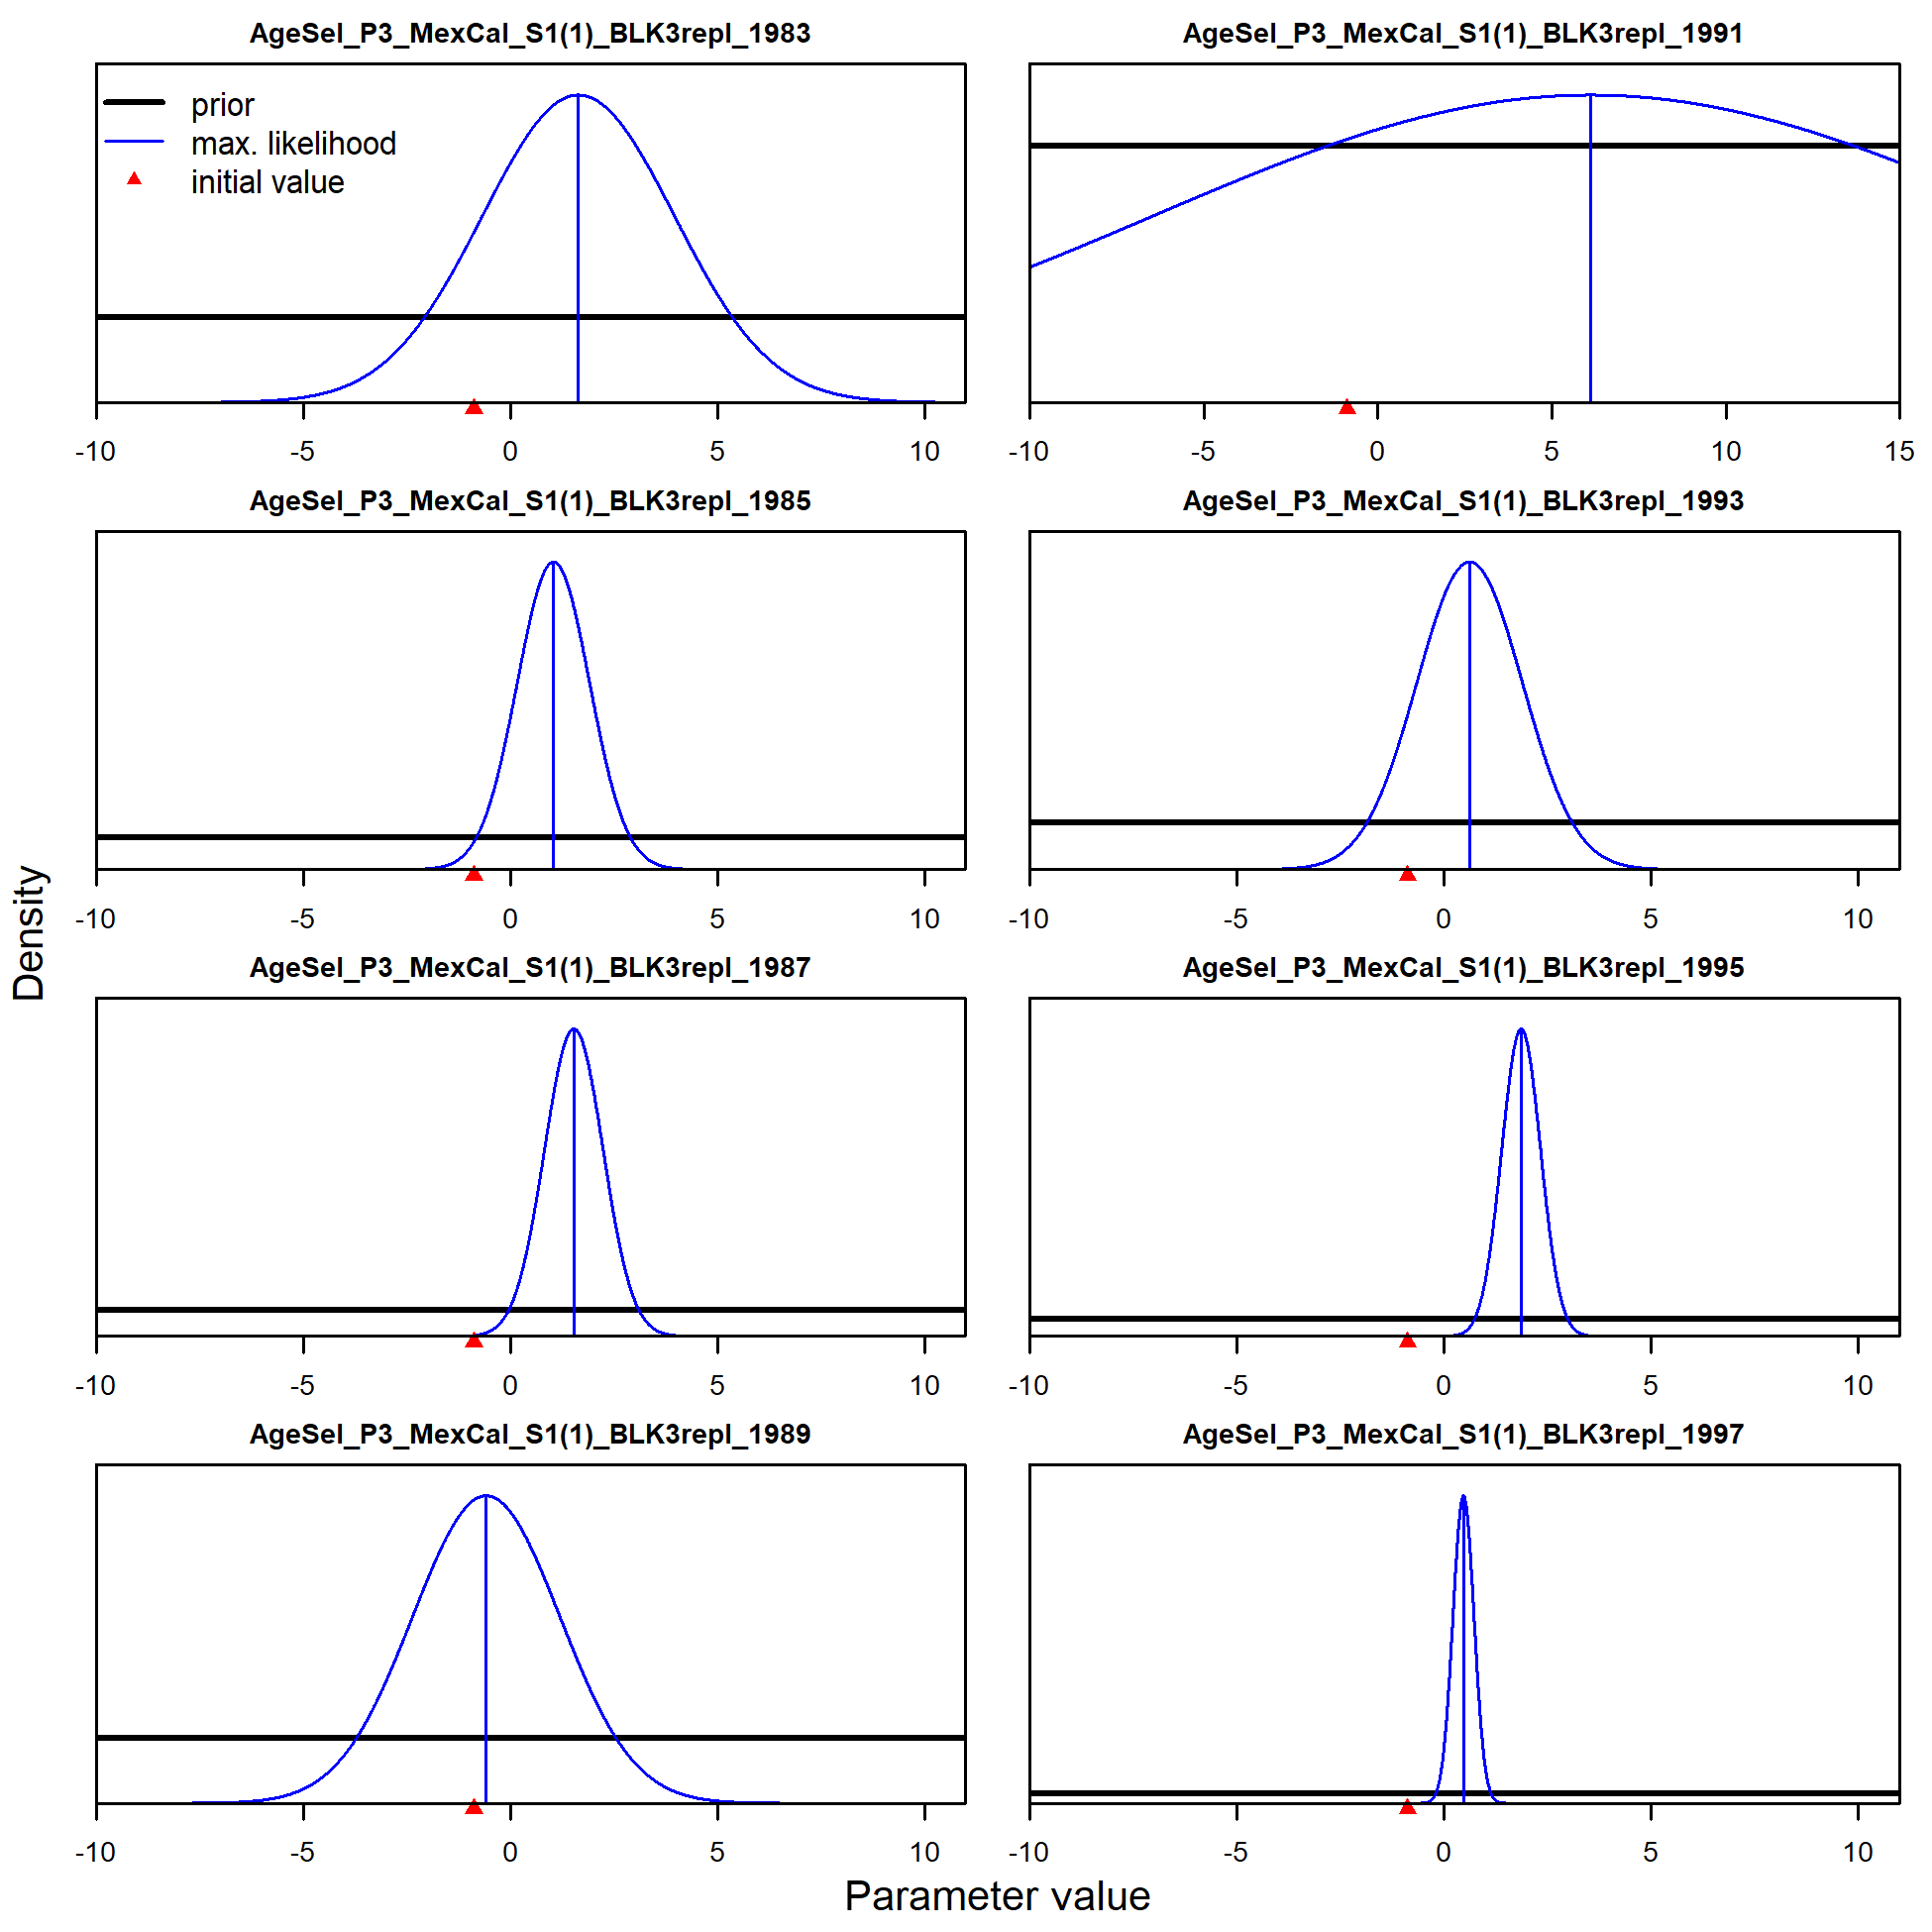 AgeSel_P3_MexCal_S1(1)_BLK3repl_1983
prior
max. likelihood
initial value
-10 -5 0 5 10
AgeSel_P3_MexCal_S1(1)_BLK3repl_1991
-10 -5 0 5 10 15
AgeSel_P3_MexCal_S1(1)_BLK3repl_1985
-10 -5 0 5 10
AgeSel_P3_MexCal_S1(1)_BLK3repl_1993
-10 -5 0 5 10
AgeSel_P3_MexCal_S1(1)_BLK3repl_1987
-10 -5 0 5 10
AgeSel_P3_MexCal_S1(1)_BLK3repl_1995
-10 -5 0 5 10
AgeSel_P3_MexCal_S1(1)_BLK3repl_1989
-10 -5 0 5 10
AgeSel_P3_MexCal_S1(1)_BLK3repl_1997
-10 -5 0 5 10
Density
Parameter value